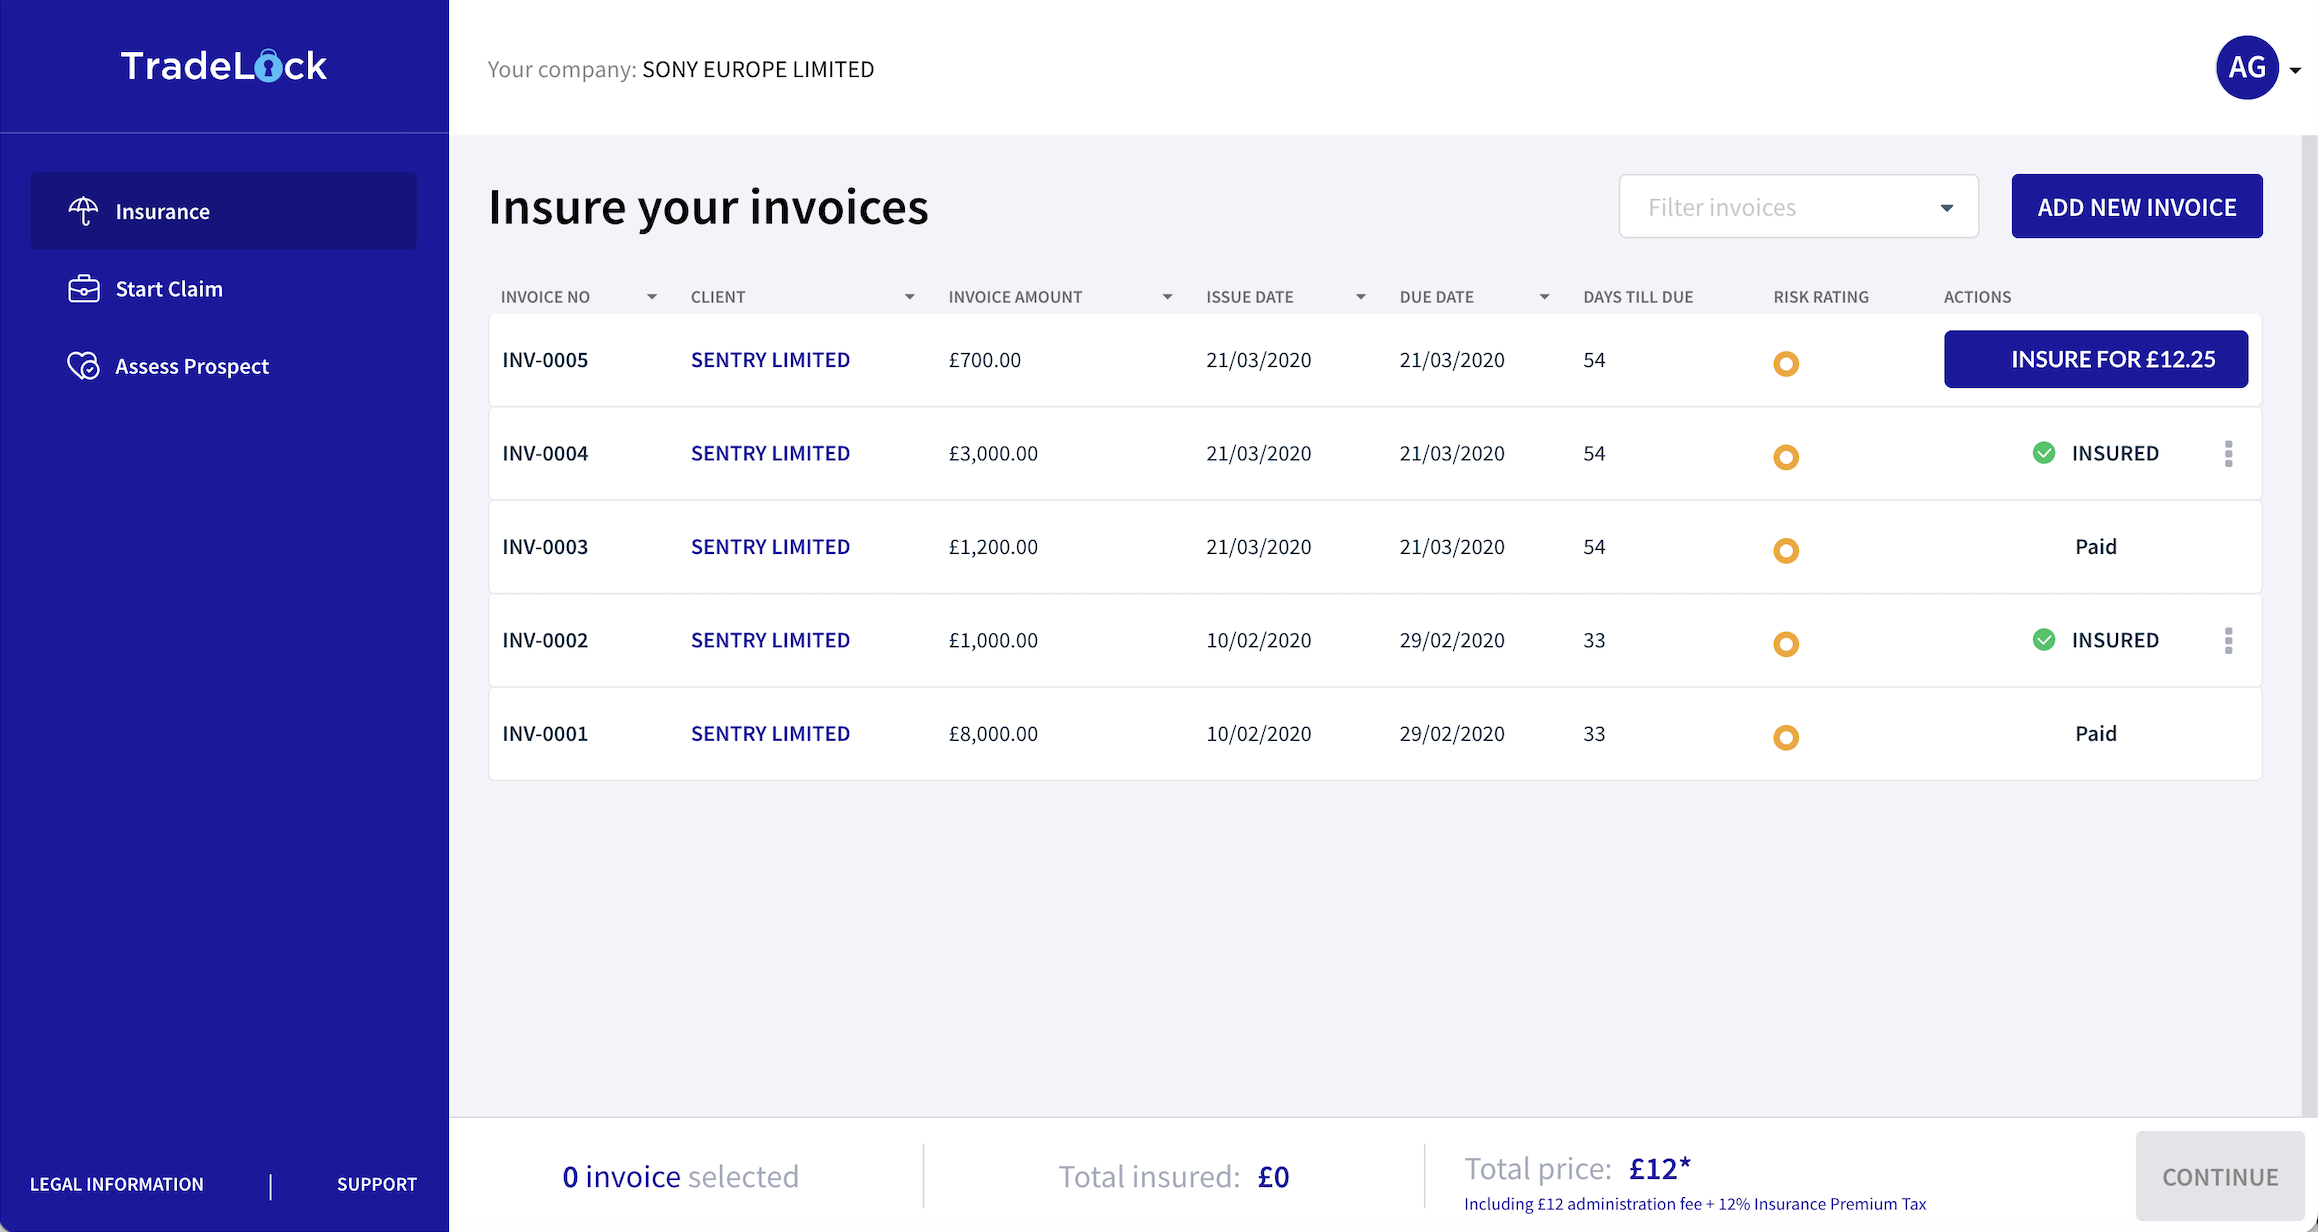 TradeLock
Your company: SONY EUROPE LIMITED
AG
Insurance
Start Claim
Assess Prospect
Insure your invoices
Filter invoices
ADD NEW INVOICE
INVOICE NO CLIENT INVOICE AMOUNT ISSUE DATE DUE DATE DAYS TILL DUE RISK RATING ACTIONS
INV-0005 SENTRY LIMITED £700.00 21/03/2020 21/03/2020 54 INSURE FOR £12.25
INV-0004 SENTRY LIMITED £3,000.00 21/03/2020 21/03/2020 54 INSURED
INV-0003 SENTRY LIMITED £1,200.00 21/03/2020 21/03/2020 54 Paid
INV-0002 SENTRY LIMITED £1,000.00 10/02/2020 29/02/2020 33 INSURED
INV-0001 SENTRY LIMITED £8,000.00 10/02/2020 29/02/2020 33 Paid
LEGAL INFORMATION | SUPPORT
0 invoice selected
Total insured: £0
Total price: £12*
Including £12 administration fee + 12% Insurance Premium Tax
CONTINUE